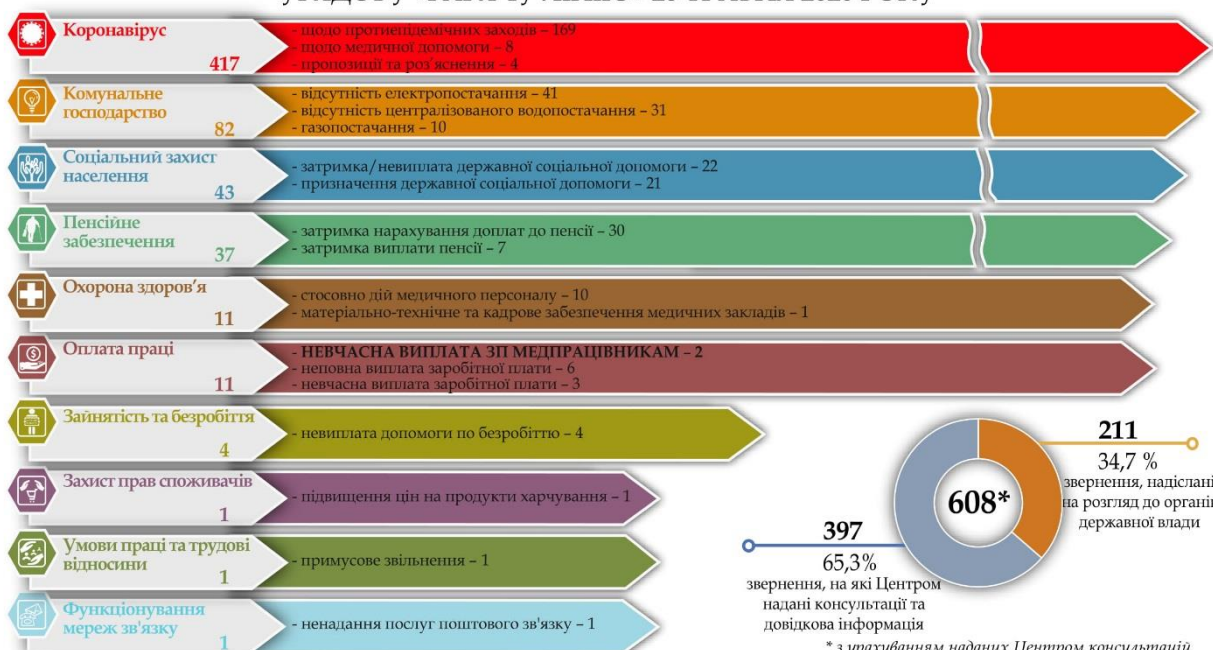 Коронавірус
417
- щодо протиепідемічних заходів – 169
- щодо медичної допомоги – 8
- пропозиції та роз'яснення – 4
Комунальне
господарство
82
- відсутність електропостачання – 41
- відсутність централізованого водопостачання – 31
- газопостачання – 10
Соціальний захист
населення
43
- затримка/невиплата державної соціальної допомоги – 22
- призначення державної соціальної допомоги – 21
Пенсійне
забезпечення
37
- затримка нарахування доплат до пенсії – 30
- затримка виплати пенсії – 7
Охорона здоров'я
11
- стосовно дій медичного персоналу – 10
- матеріально-технічне та кадрове забезпечення медичних закладів – 1
Оплата праці
11
- НЕВЧАСНА ВИПЛАТА ЗП МЕДПРАЦІВНИКАМ – 2
- неповна виплата заробітної плати – 6
- невчасна виплата заробітної плати – 3
Зайнятість та безробіття
4
- невиплата допомоги по безробіттю – 4
Захист прав споживачів
1
- підвищення цін на продукти харчування – 1
Умови праці та трудові
відносини
1
- примусове звільнення – 1
Функціонування
мереж зв'язку
1
- ненадання послуг поштового зв'язку – 1
608*
211
34,7 %
звернення, надіслані
на розгляд до органі
державної влади
397
65,3%
звернення, на які Центром
надані консультації та
довідкова інформація
* з урахуванням наданих Центром консультацій